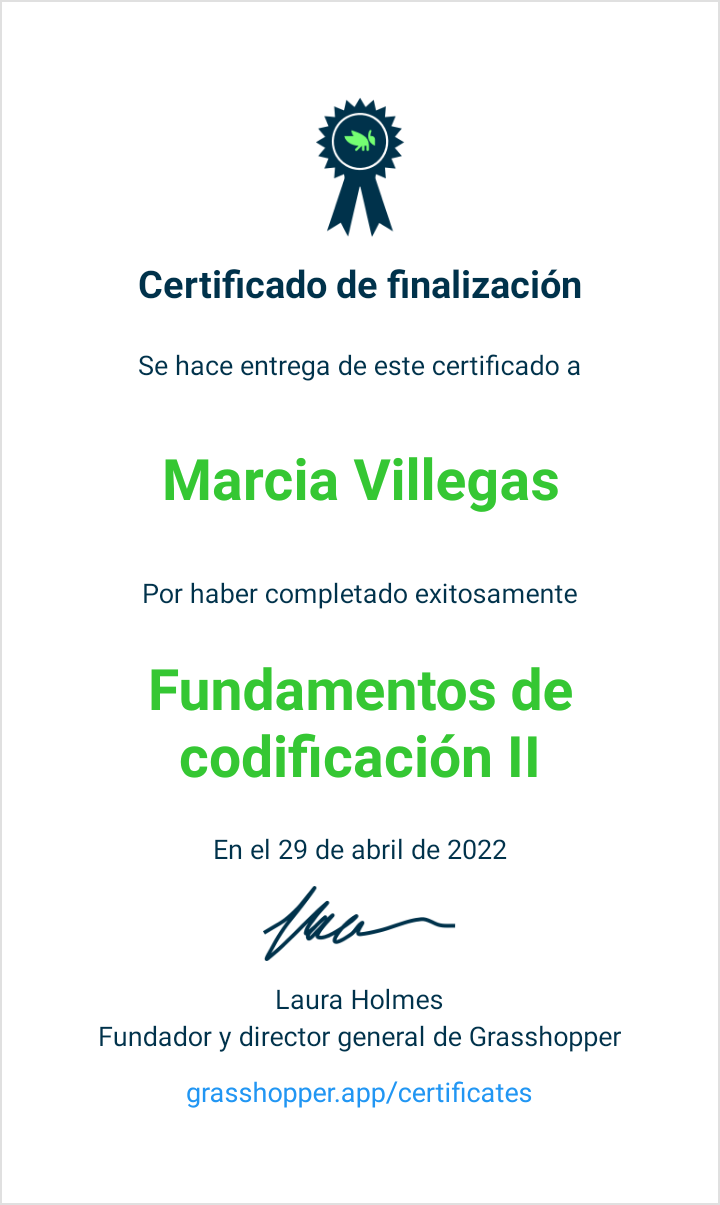 Certificado de finalización
Se hace entrega de este certificado a
Marcia Villegas
Por haber completado exitosamente
Fundamentos de
codificación II
En el 29 de abril de 2022
Laura Holmes
Fundador y director general de Grasshopper
grasshopper.app/certificates